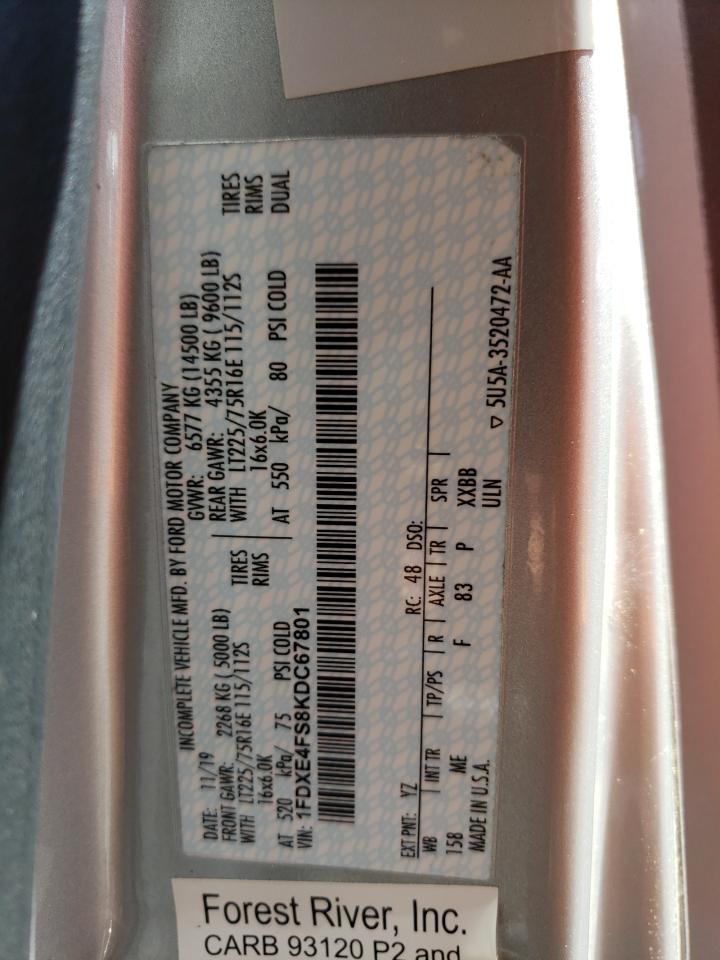 INCOMPLETE VEHICLE MFD. BY FORD MOTOR COMPANY
DATE: 11/19 GVWR: 6577 KG (14500 LB)
FRONT GAWR: 2268 KG ( 5000 LB) REAR GAWR: 4355 KG ( 9600 LB)
WITH LT225/75R16E 115/112S TIRES WITH LT225/75R16E 115/112S TIRES
16x6.0K RIMS 16x6.0K RIMS
AT 520 kPa/ 75 PSI COLD AT 550 kPa/ 80 PSI COLD DUAL
VIN: 1FDXE4FS8KDC67801
EXT PNT: YZ RC: 48 DSO:
WB INT TR TP/PS R AXLE TR SPR
158 ME F 83 P XXBB
MADE IN U.S.A. ULN
▽ 5U5A-3520472-AA
Forest River, Inc.
CARB 93120 P2 and